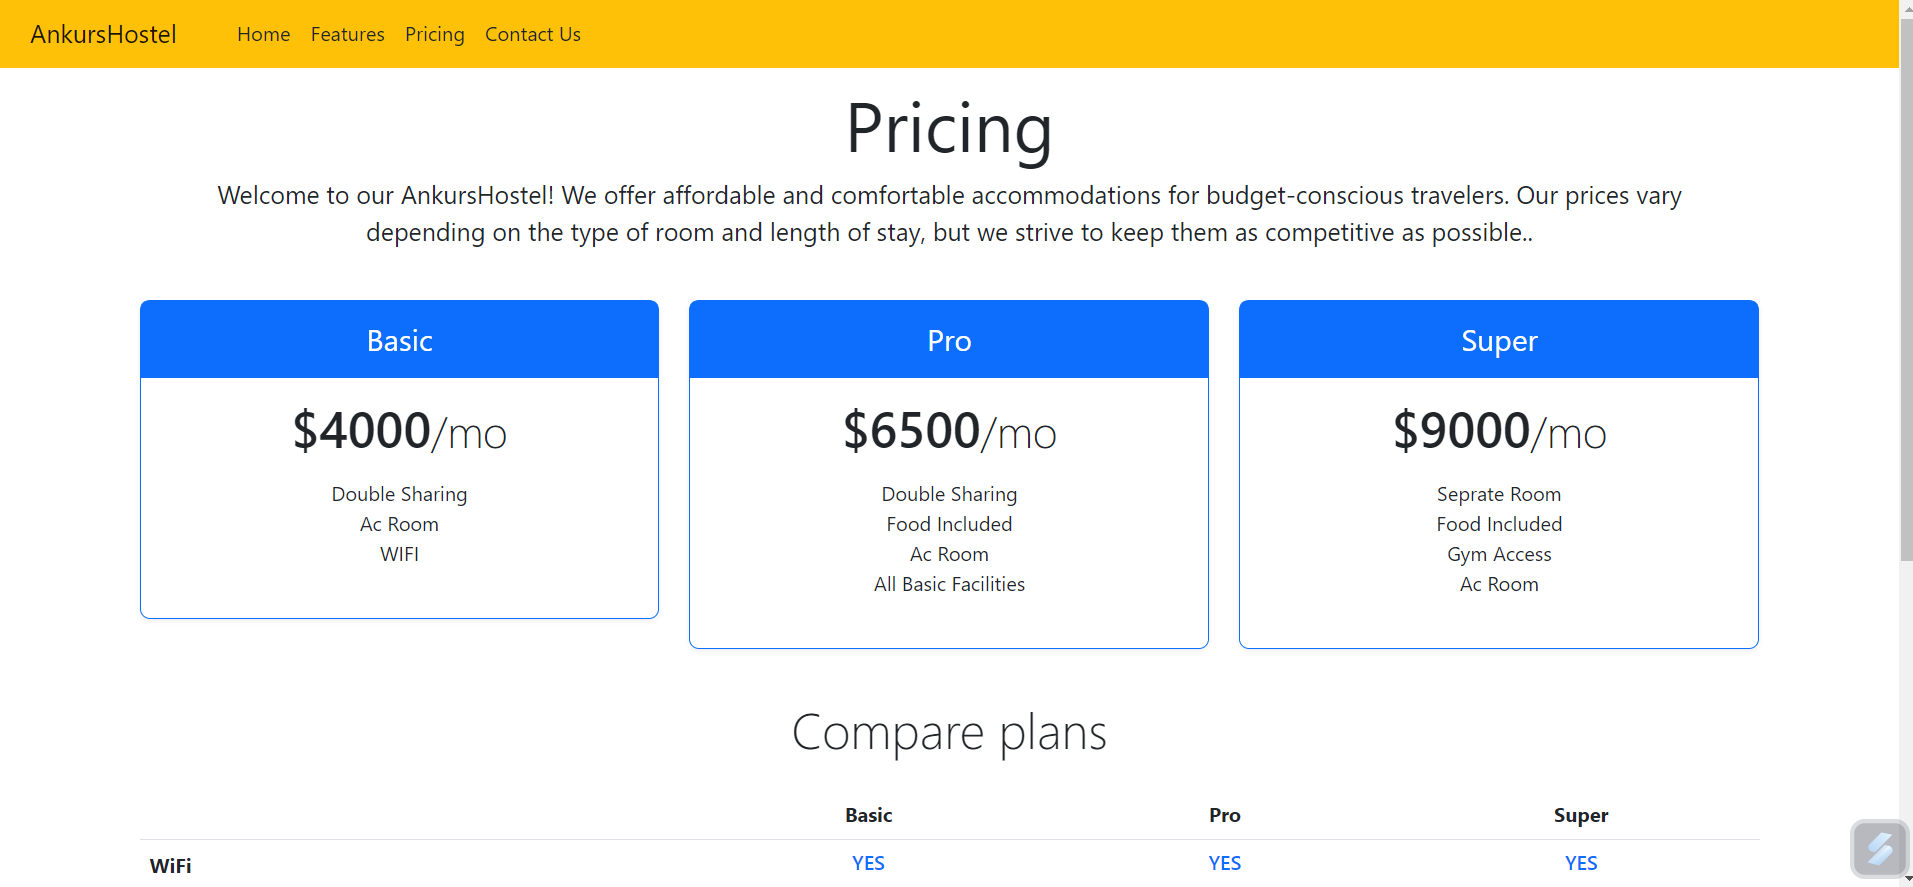 AnkursHostel Home Features Pricing Contact Us
Pricing
Welcome to our AnkursHostel! We offer affordable and comfortable accommodations for budget-conscious travelers. Our prices vary
depending on the type of room and length of stay, but we strive to keep them as competitive as possible..
Basic
$4000/mo
Double Sharing
Ac Room
WIFI
Pro
$6500/mo
Double Sharing
Food Included
Ac Room
All Basic Facilities
Super
$9000/mo
Seprate Room
Food Included
Gym Access
Ac Room
Compare plans
Basic Pro Super
WiFi YES YES YES